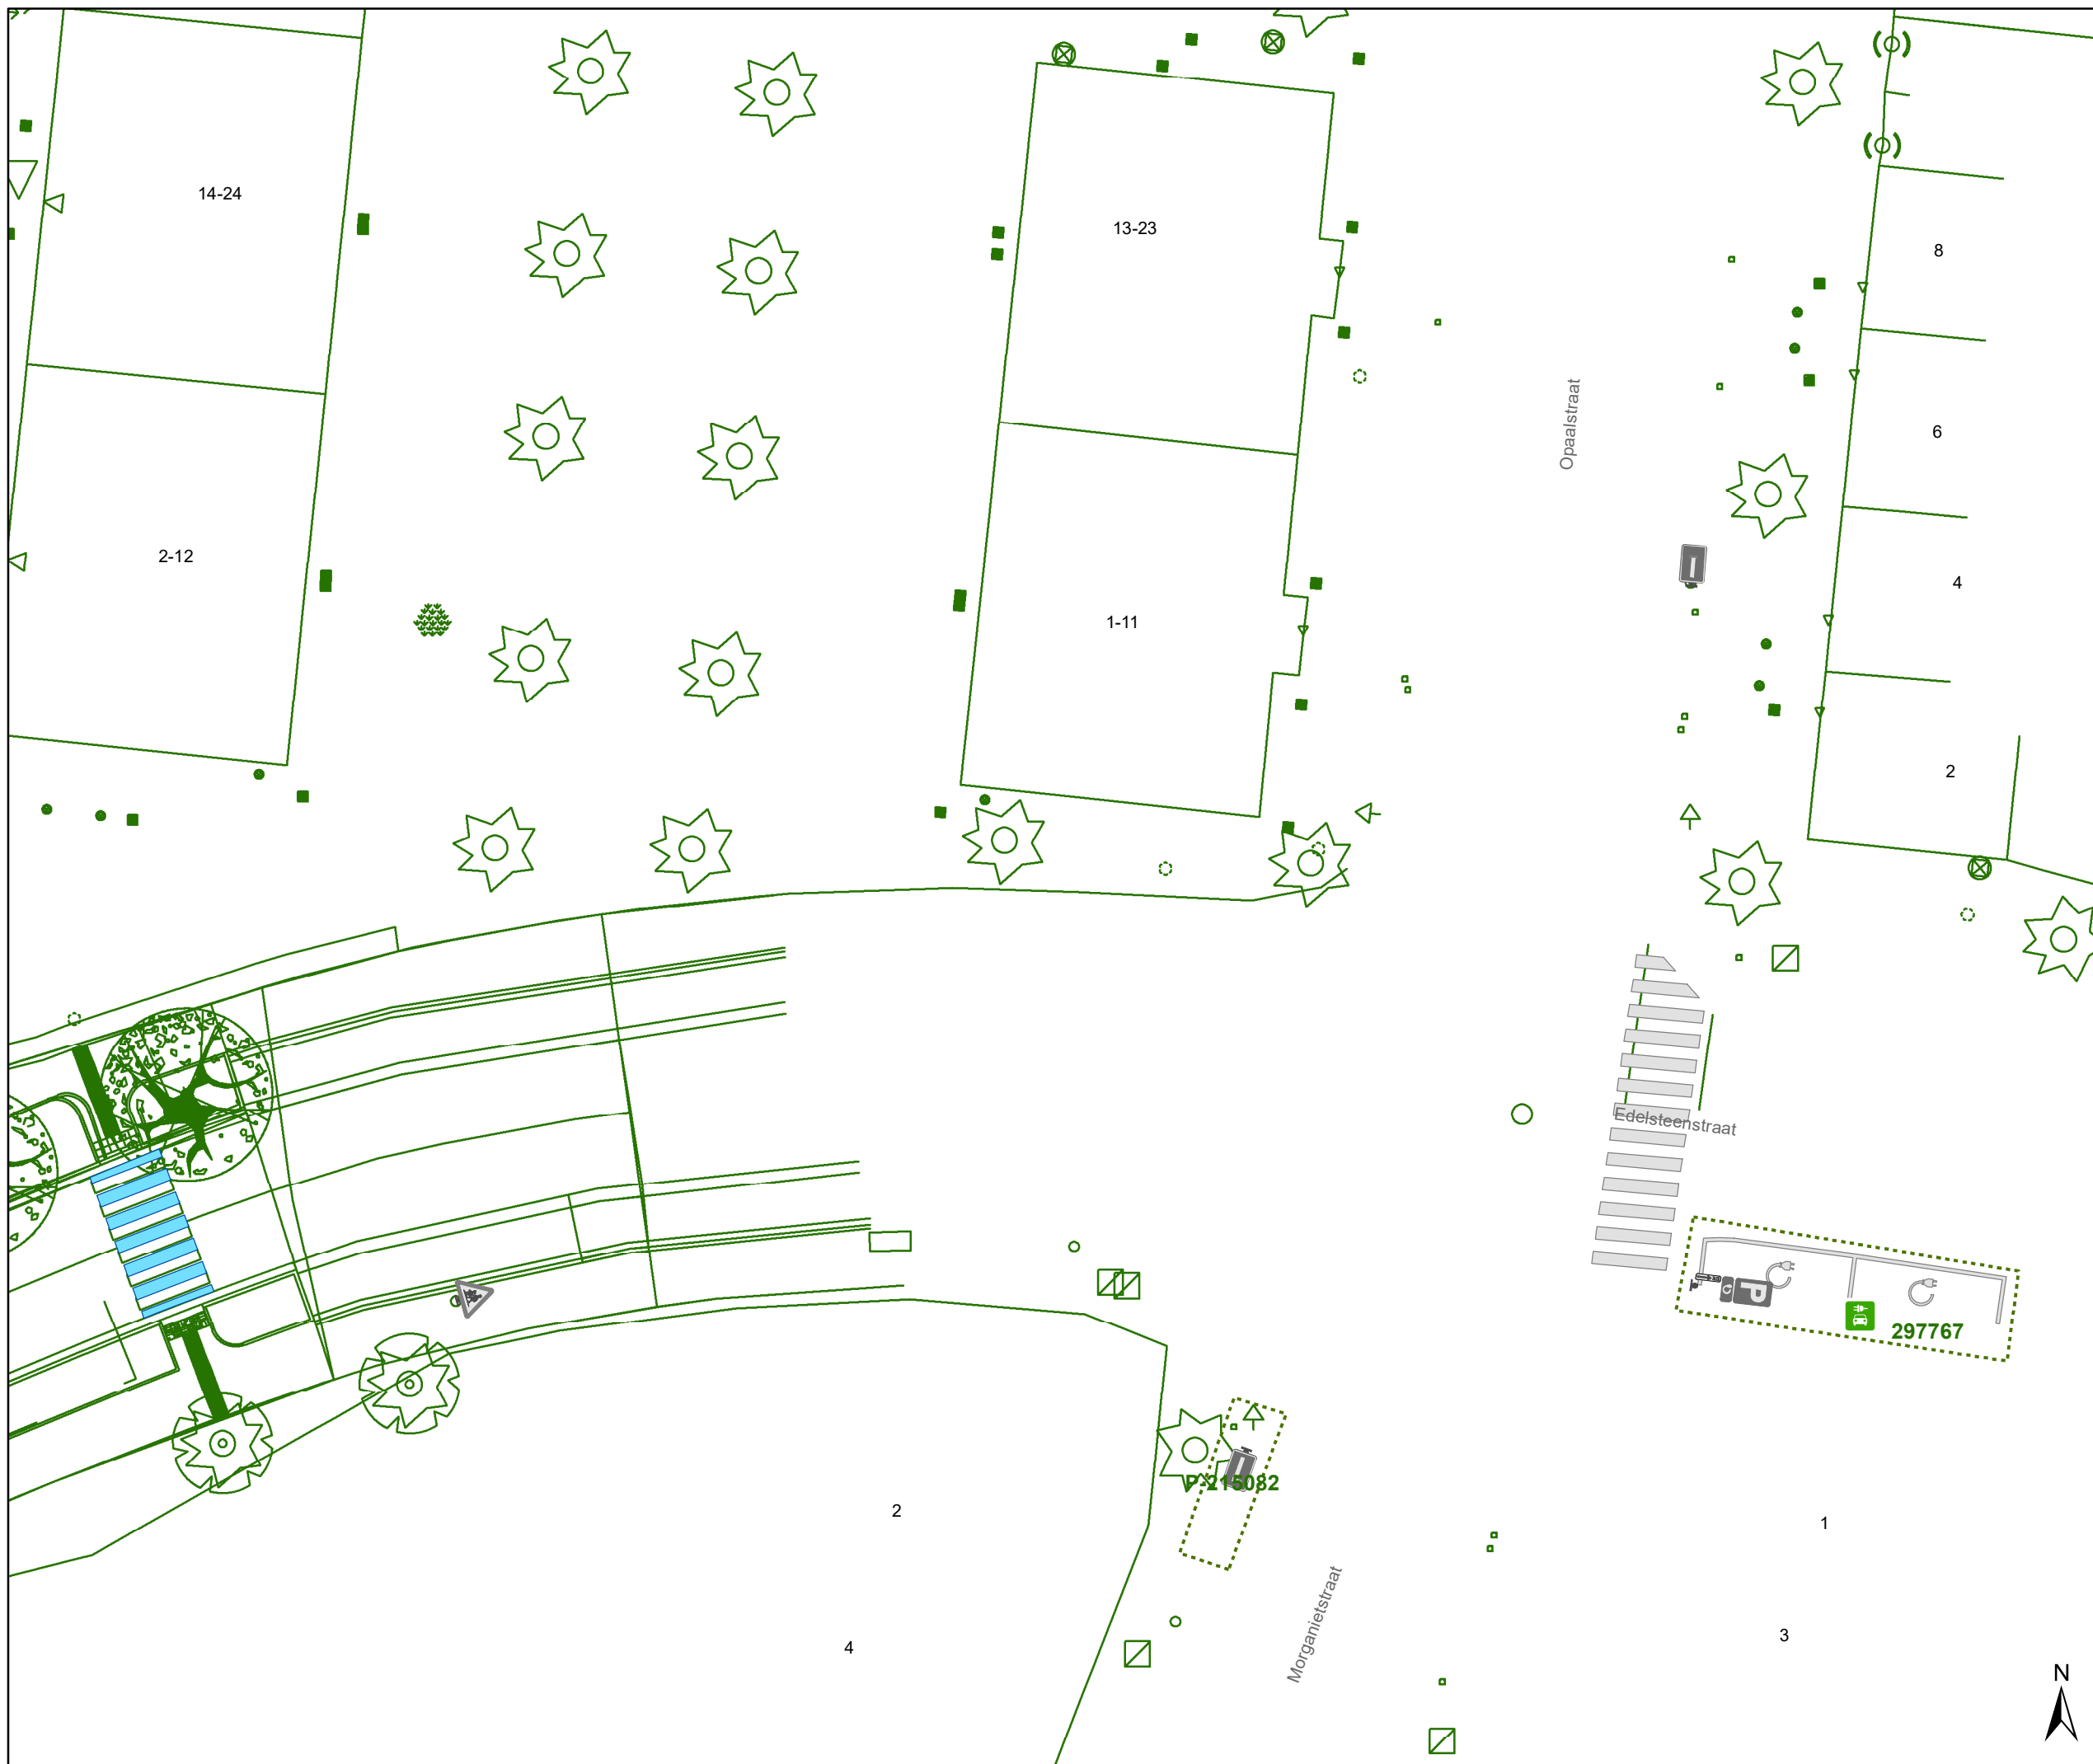 14-24
13-23
8
Opaalstraat
6
2-12
4
1-11
2
Edelsteenstraat
P
297767
P-215082
2
1
Morganietstraat
3
4
N